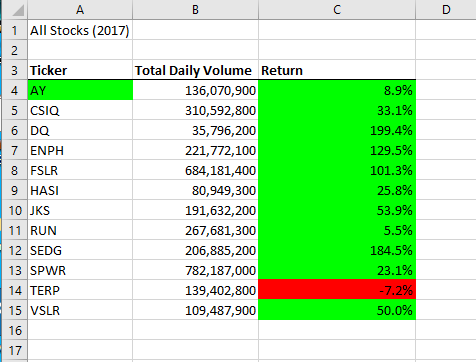 A B C D
1 All Stocks (2017)
2
3 Ticker Total Daily Volume Return
4 AY 136,070,900 8.9%
5 CSIQ 310,592,800 33.1%
6 DQ 35,796,200 199.4%
7 ENPH 221,772,100 129.5%
8 FSLR 684,181,400 101.3%
9 HASI 80,949,300 25.8%
10 JKS 191,632,200 53.9%
11 RUN 267,681,300 5.5%
12 SEDG 206,885,200 184.5%
13 SPWR 782,187,000 23.1%
14 TERP 139,402,800 -7.2%
15 VSLR 109,487,900 50.0%
16
17